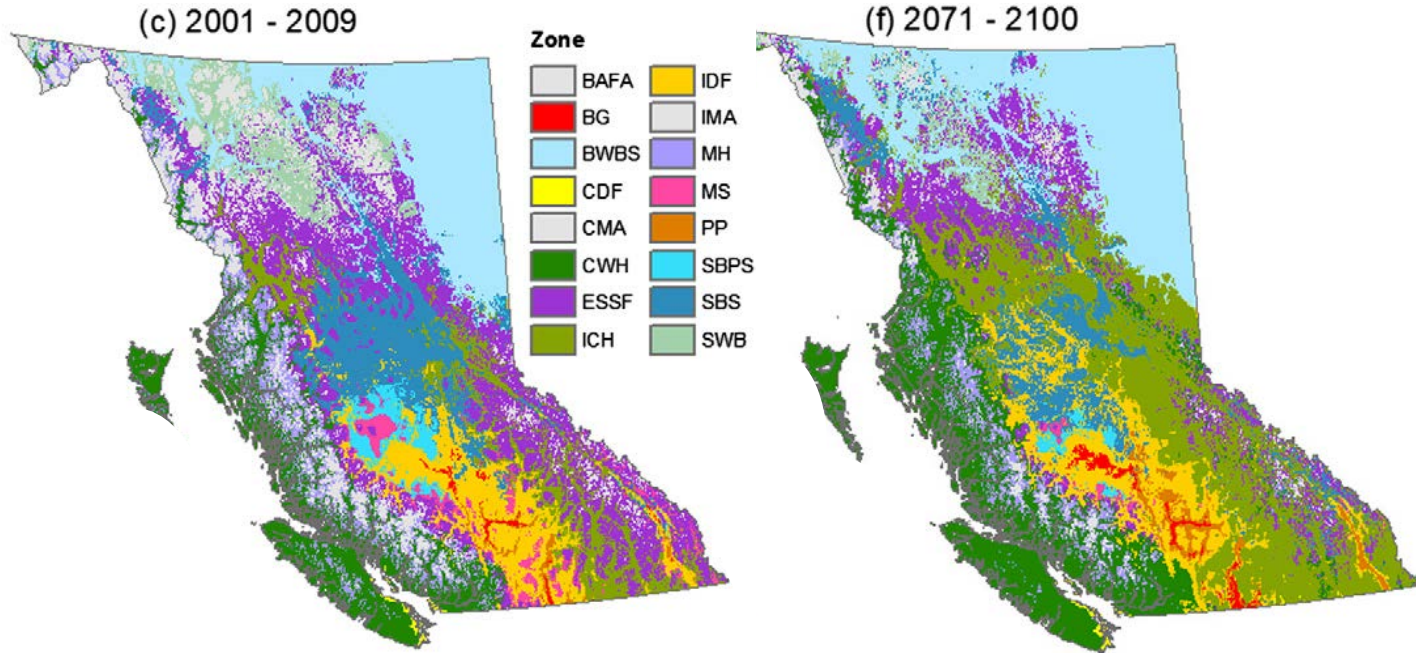 (c) 2001 - 2009
(f) 2071 - 2100
Zone
BAFA
IDF
BG
IMA
BWBS
MH
CDF
MS
CMA
PP
CWH
SBPS
ESSF
SBS
ICH
SWB